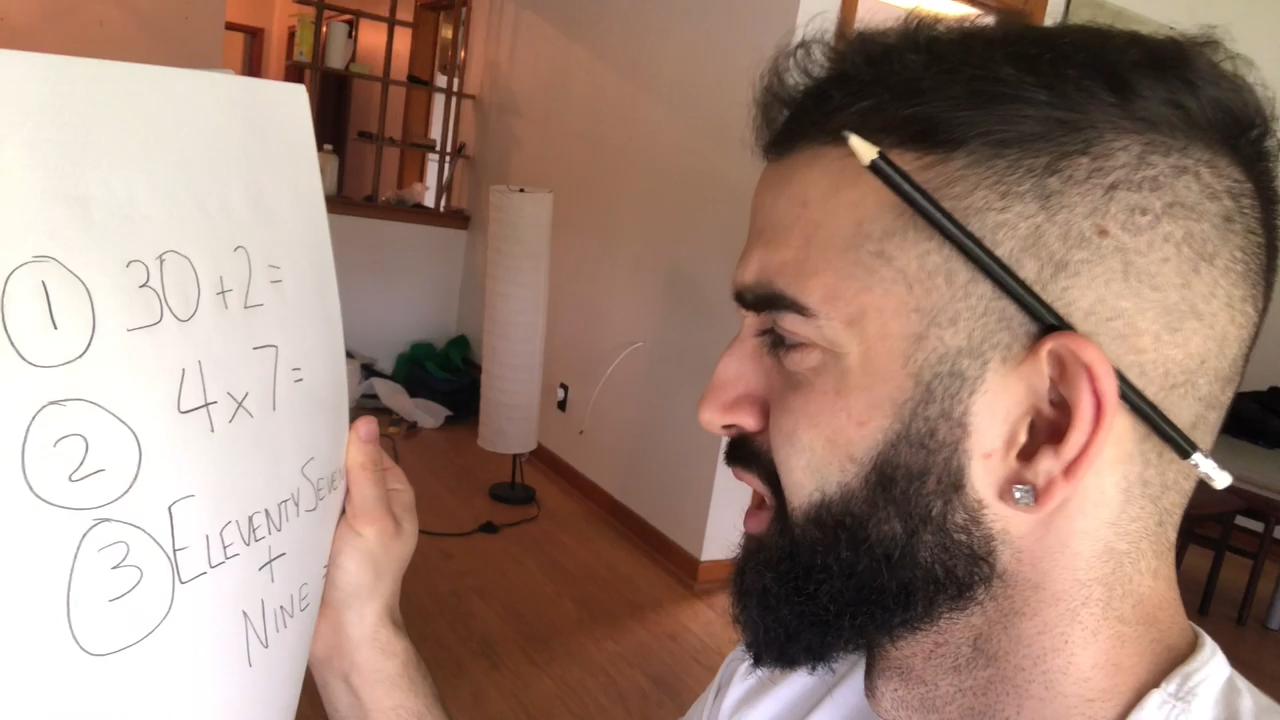 1 30+2=
2 4x7=
3 ELEVENTY SEVEN
+
NINE =